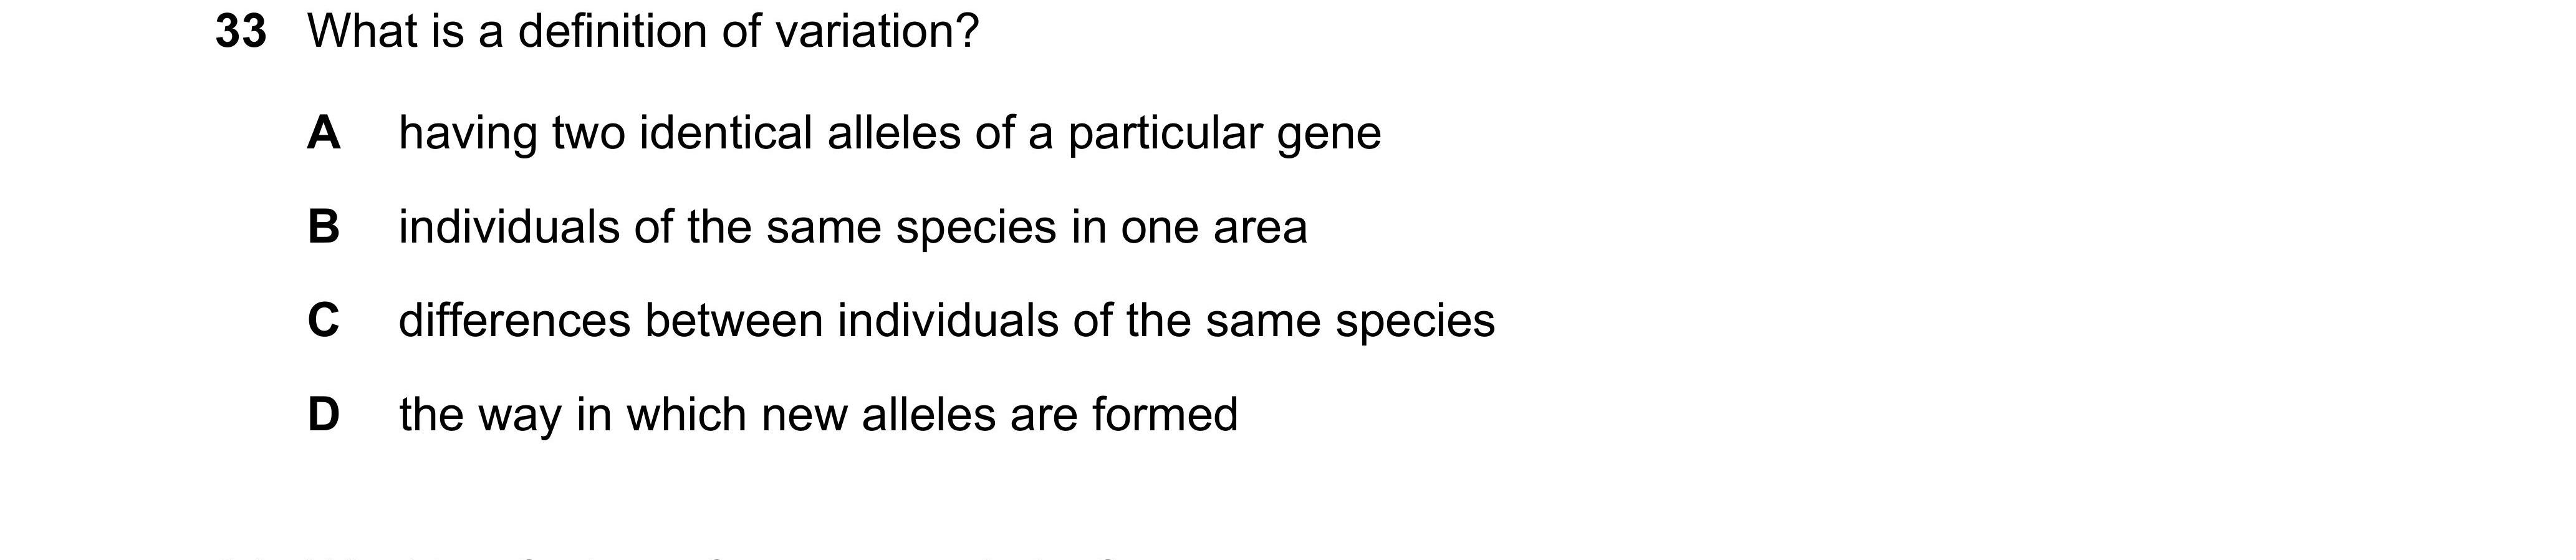 33 What is a definition of variation?
A having two identical alleles of a particular gene
B individuals of the same species in one area
C differences between individuals of the same species
D the way in which new alleles are formed